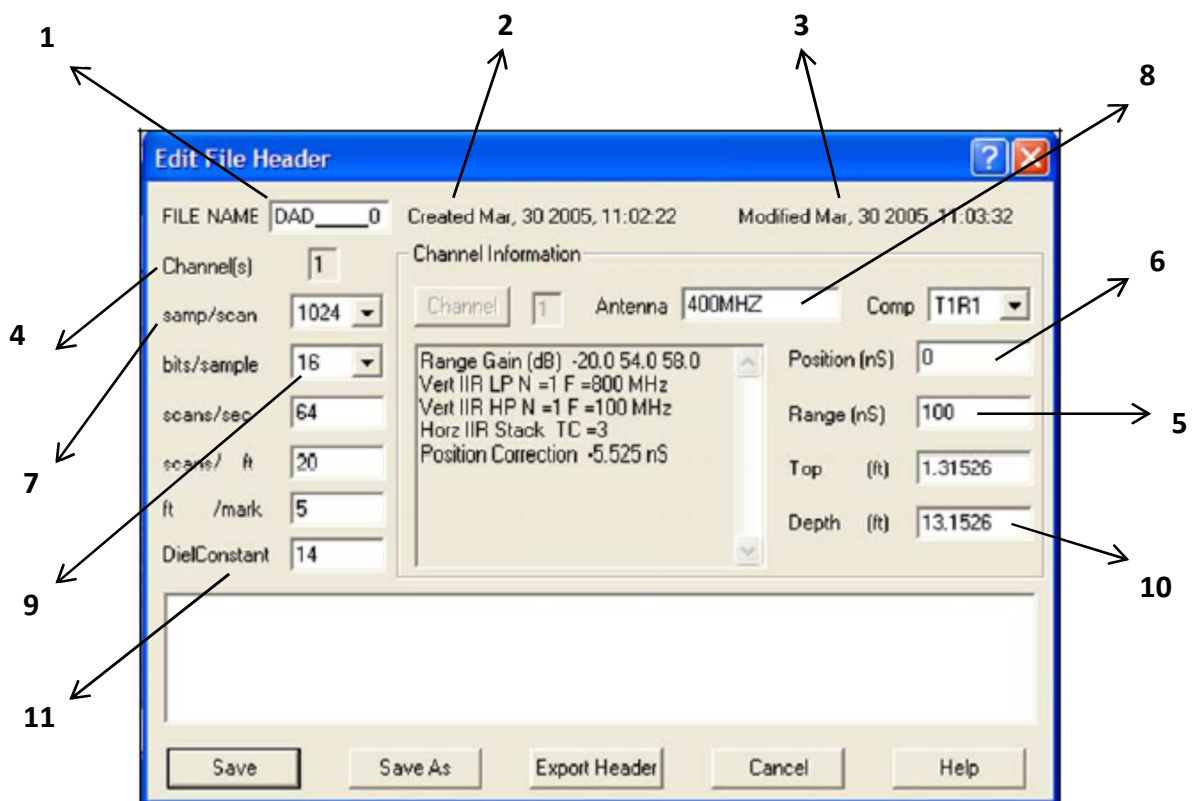 1
2
3
8
Edit File Header
FILE NAME DAD____0 Created Mar, 30 2005, 11:02:22 Modified Mar, 30 2005, 11:03:32
Channel(s) 1
Channel Information
6
Channel 1 Antenna 400MHZ Comp T1R1
4
samp/scan 1024
bits/sample 16
Range Gain (dB) -20.0 54.0 58.0
Vert IIR LP N =1 F =800 MHz
Vert IIR HP N =1 F =100 MHz
Horz IIR Stack TC =3
Position Correction -5.525 nS
Position (nS) 0
scans/sec 64
Range (nS) 100
5
scans/ ft 20
Top (ft) 1.31526
7
ft /mark 5
Depth (ft) 13.1526
DielConstant 14
9
10
11
Save Save As Export Header Cancel Help